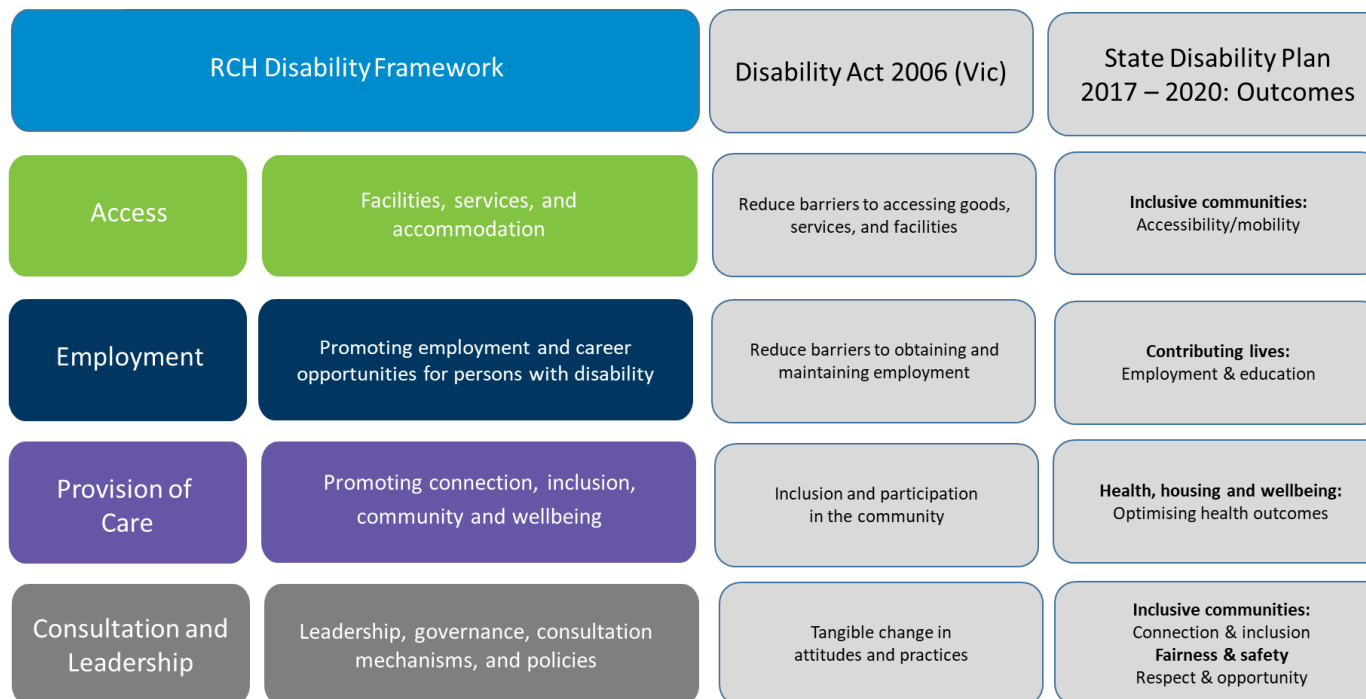 RCH Disability Framework
Disability Act 2006 (Vic)
State Disability Plan
2017 – 2020: Outcomes
Access
Facilities, services, and
accommodation
Reduce barriers to accessing goods,
services, and facilities
Inclusive communities:
Accessibility/mobility
Employment
Promoting employment and career
opportunities for persons with disability
Reduce barriers to obtaining and
maintaining employment
Contributing lives:
Employment & education
Provision of
Care
Promoting connection, inclusion,
community and wellbeing
Inclusion and participation
in the community
Health, housing and wellbeing:
Optimising health outcomes
Consultation and
Leadership
Leadership, governance, consultation
mechanisms, and policies
Tangible change in
attitudes and practices
Inclusive communities:
Connection & inclusion
Fairness & safety
Respect & opportunity